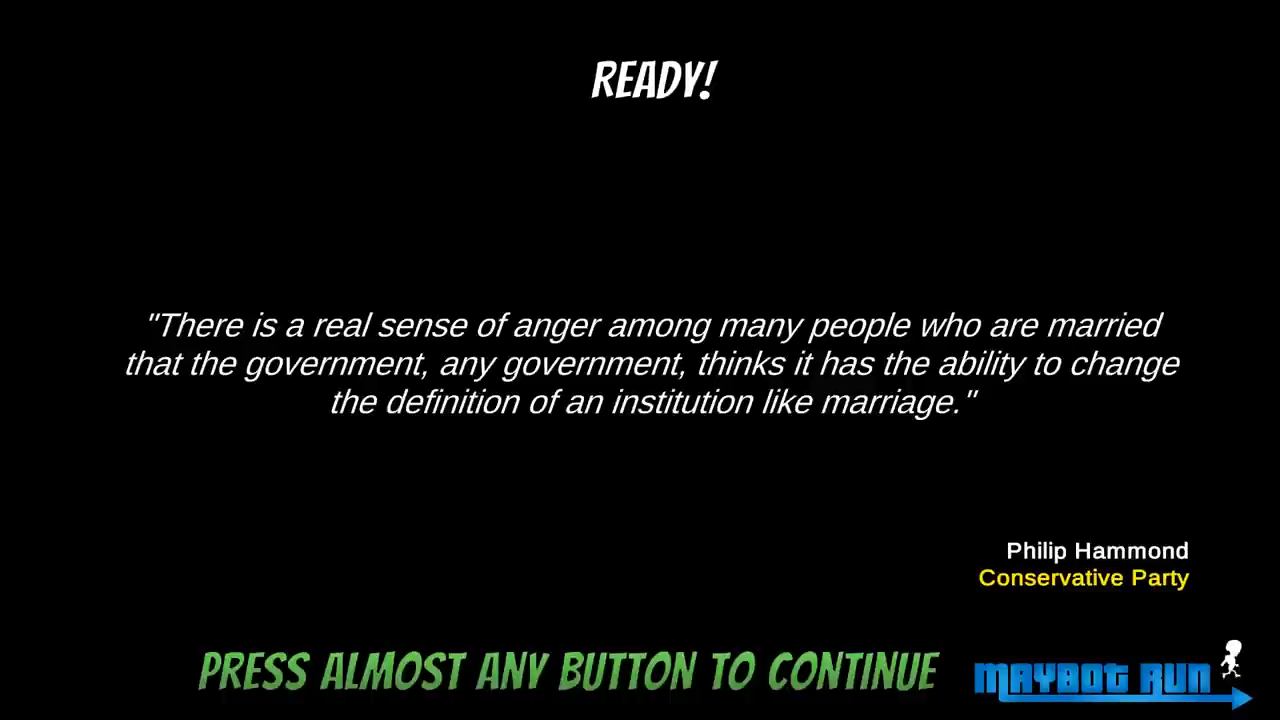 READY!
"There is a real sense of anger among many people who are married
that the government, any government, thinks it has the ability to change
the definition of an institution like marriage."
Philip Hammond
Conservative Party
PRESS ALMOST ANY BUTTON TO CONTINUE
MAYBOT RUN